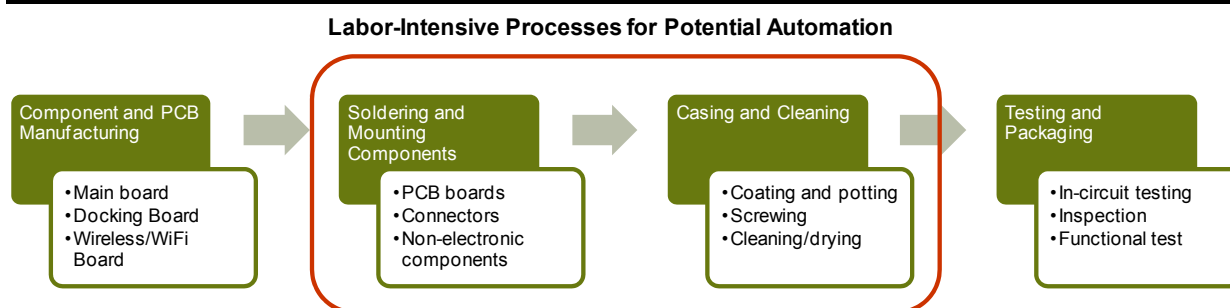 Labor-Intensive Processes for Potential Automation
Component and PCB
Manufacturing
•Main board
•Docking Board
•Wireless/WiFi
Board
Soldering and
Mounting
Components
•PCB boards
•Connectors
•Non-electronic
components
Casing and Cleaning
•Coating and potting
•Screwing
•Cleaning/drying
Testing and
Packaging
•In-circuit testing
•Inspection
•Functional test